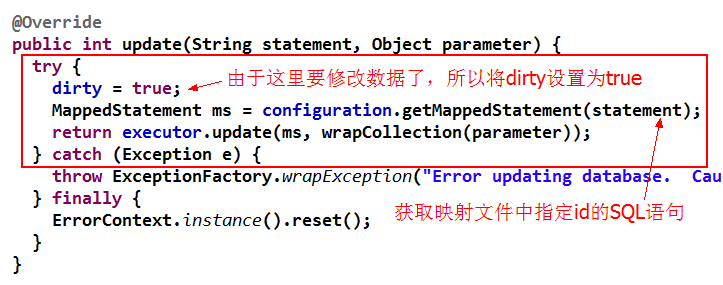 @Override
public int update(String statement, Object parameter) {
try {
dirty = true; 由于这里要修改数据了，所以将dirty设置为true
MappedStatement ms = configuration.getMappedStatement(statement);
return executor.update(ms, wrapCollection(parameter));
} catch (Exception e) {
throw ExceptionFactory.wrapException("Error updating database.  Cau
} finally {
ErrorContext.instance().reset(); 获取映射文件中指定id的SQL语句
}
}